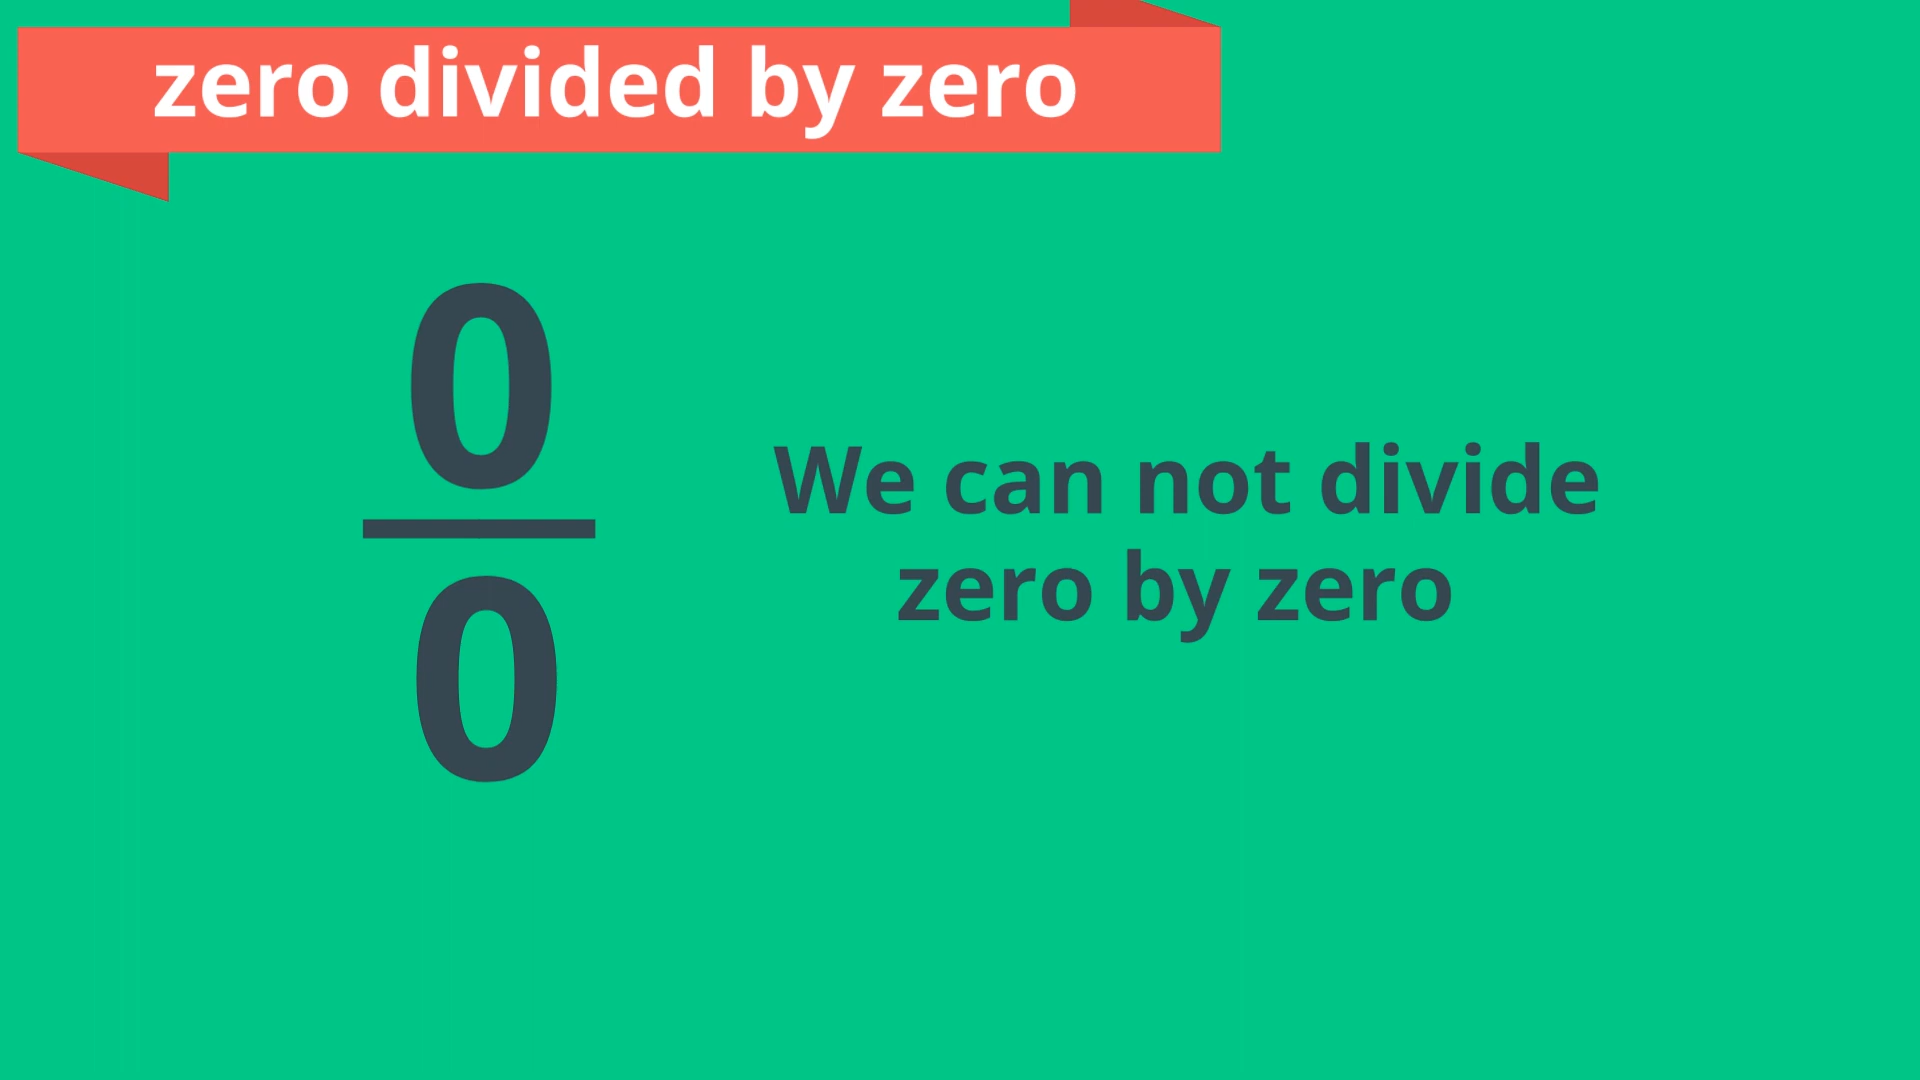 zero divided by zero
0
0
We can not divide
zero by zero